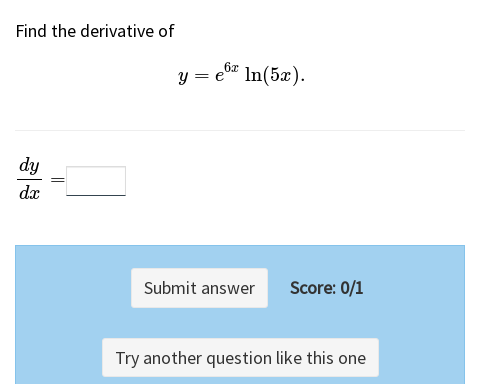 Find the derivative of
y = e^{6x} ln(5x).
dy/dx =
Submit answer Score: 0/1
Try another question like this one